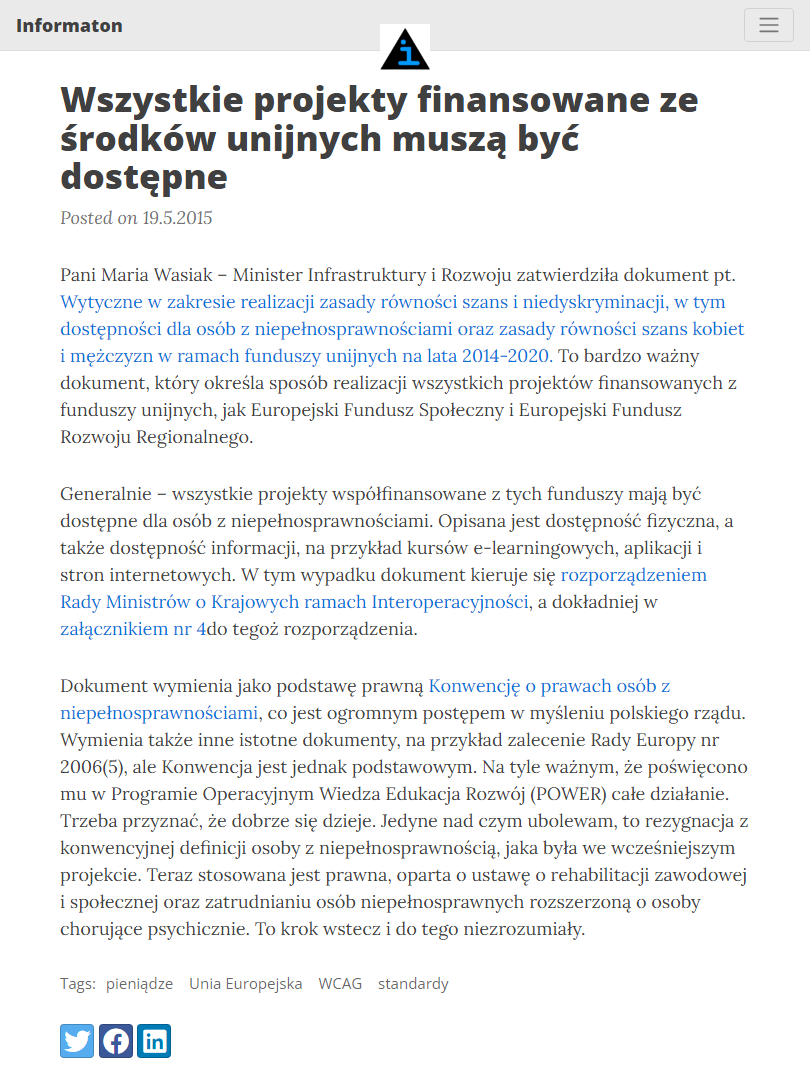 Informaton
i
Wszystkie projekty finansowane ze
środków unijnych muszą być
dostępne
Posted on 19.5.2015
Pani Maria Wasiak – Minister Infrastruktury i Rozwoju zatwierdziła dokument pt.
Wytyczne w zakresie realizacji zasady równości szans i niedyskryminacji, w tym
dostępności dla osób z niepełnosprawnościami oraz zasady równości szans kobiet
i mężczyzn w ramach funduszy unijnych na lata 2014-2020. To bardzo ważny
dokument, który określa sposób realizacji wszystkich projektów finansowanych z
funduszy unijnych, jak Europejski Fundusz Społeczny i Europejski Fundusz
Rozwoju Regionalnego.
Generalnie – wszystkie projekty współfinansowane z tych funduszy mają być
dostępne dla osób z niepełnosprawnościami. Opisana jest dostępność fizyczna, a
także dostępność informacji, na przykład kursów e-learningowych, aplikacji i
stron internetowych. W tym wypadku dokument kieruje się rozporządzeniem
Rady Ministrów o Krajowych ramach Interoperacyjności, a dokładniej w
załącznikiem nr 4do tegoż rozporządzenia.
Dokument wymienia jako podstawę prawną Konwencję o prawach osób z
niepełnosprawnościami, co jest ogromnym postępem w myśleniu polskiego rządu.
Wymienia także inne istotne dokumenty, na przykład zalecenie Rady Europy nr
2006(5), ale Konwencja jest jednak podstawowym. Na tyle ważnym, że poświęcono
mu w Programie Operacyjnym Wiedza Edukacja Rozwój (POWER) całe działanie.
Trzeba przyznać, że dobrze się dzieje. Jedyne nad czym ubolewam, to rezygnacja z
konwencyjnej definicji osoby z niepełnosprawnością, jaka była we wcześniejszym
projekcie. Teraz stosowana jest prawna, oparta o ustawę o rehabilitacji zawodowej
i społecznej oraz zatrudnianiu osób niepełnosprawnych rozszerzoną o osoby
chorujące psychicznie. To krok wstecz i do tego niezrozumiały.
Tags: pieniądze Unia Europejska WCAG standardy